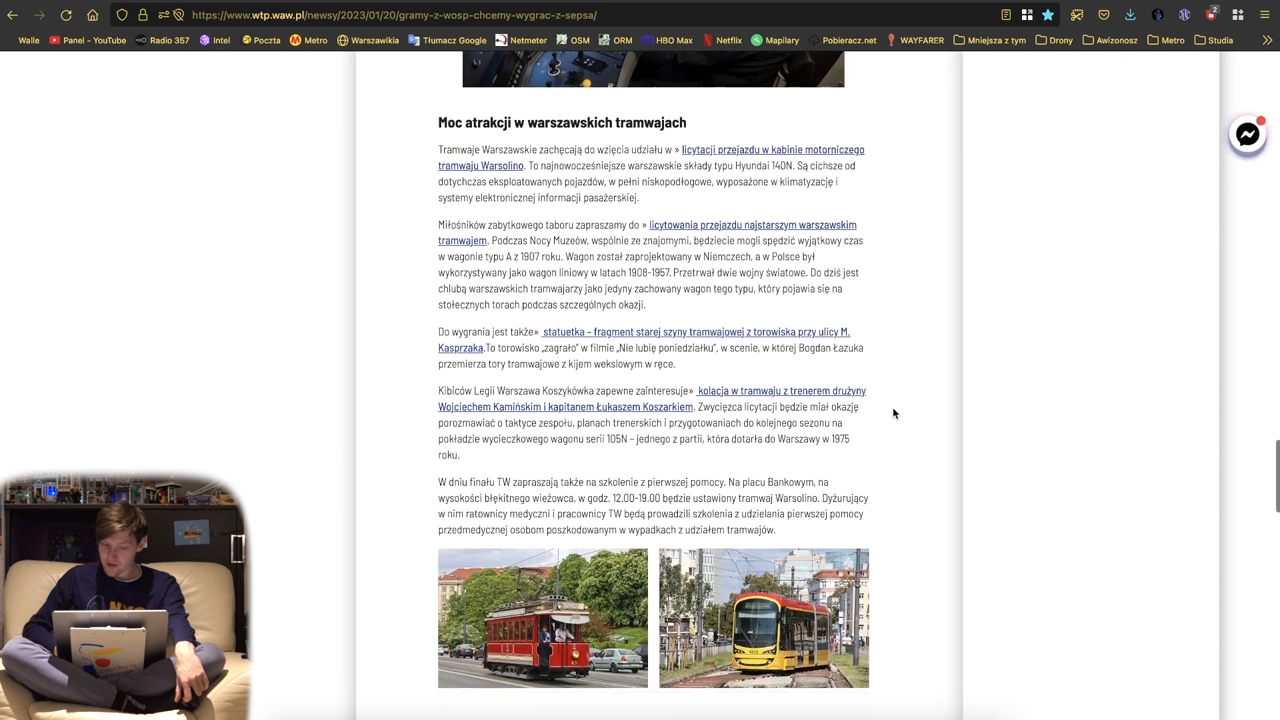 https://www.wtp.waw.pl/newsy/2023/01/20/gramy-z-wosp-chcemy-wygrac-z-sepsa/
2
Walle Panel - YouTube Radio 357 Intel Poczta Metro Warszawikia Tłumacz Google Netmeter OSM ORM HBO Max Netflix Mapilary Pobieracz.net WAYFARER Mniejsza z tym Drony Awizonosz Metro Studia
Moc atrakcji w warszawskich tramwajach
Tramwaje Warszawskie zachęcają do wzięcia udziału w » licytacji przejazdu w kabinie motorniczego
tramwaju Warsolino. To najnowocześniejsze warszawskie składy typu Hyundai 140N. Są cichsze od
dotychczas eksploatowanych pojazdów, w pełni niskopodłogowe, wyposażone w klimatyzację i
systemy elektronicznej informacji pasażerskiej.
Miłośników zabytkowego taboru zapraszamy do » licytowania przejazdu najstarszym warszawskim
tramwajem. Podczas Nocy Muzeów, wspólnie ze znajomymi, będziecie mogli spędzić wyjątkowy czas
w wagonie typu A z 1907 roku. Wagon został zaprojektowany w Niemczech, a w Polsce był
wykorzystywany jako wagon liniowy w latach 1908-1957. Przetrwał dwie wojny światowe. Do dziś jest
chlubą warszawskich tramwajarzy jako jedyny zachowany wagon tego typu, który pojawia się na
stołecznych torach podczas szczególnych okazji.
Do wygrania jest także» statuetka – fragment starej szyny tramwajowej z torowiska przy ulicy M.
Kasprzaka.To torowisko „zagrało” w filmie „Nie lubię poniedziałku”, w scenie, w której Bogdan Łazuka
przemierza tory tramwajowe z kijem wekslowym w ręce.
Kibiców Legii Warszawa Koszykówka zapewne zainteresuje» kolacja w tramwaju z trenerem drużyny
Wojciechem Kamińskim i kapitanem Łukaszem Koszarkiem. Zwycięzca licytacji będzie miał okazję
porozmawiać o taktyce zespołu, planach trenerskich i przygotowaniach do kolejnego sezonu na
pokładzie wycieczkowego wagonu serii 105N – jednego z partii, która dotarła do Warszawy w 1975
roku.
W dniu finału TW zapraszają także na szkolenie z pierwszej pomocy. Na placu Bankowym, na
wysokości błękitnego wieżowca, w godz. 12.00-19.00 będzie ustawiony tramwaj Warsolino. Dyżurujący
w nim ratownicy medyczni i pracownicy TW będą prowadzili szkolenia z udzielania pierwszej pomocy
przedmedycznej osobom poszkodowanym w wypadkach z udziałem tramwajów.